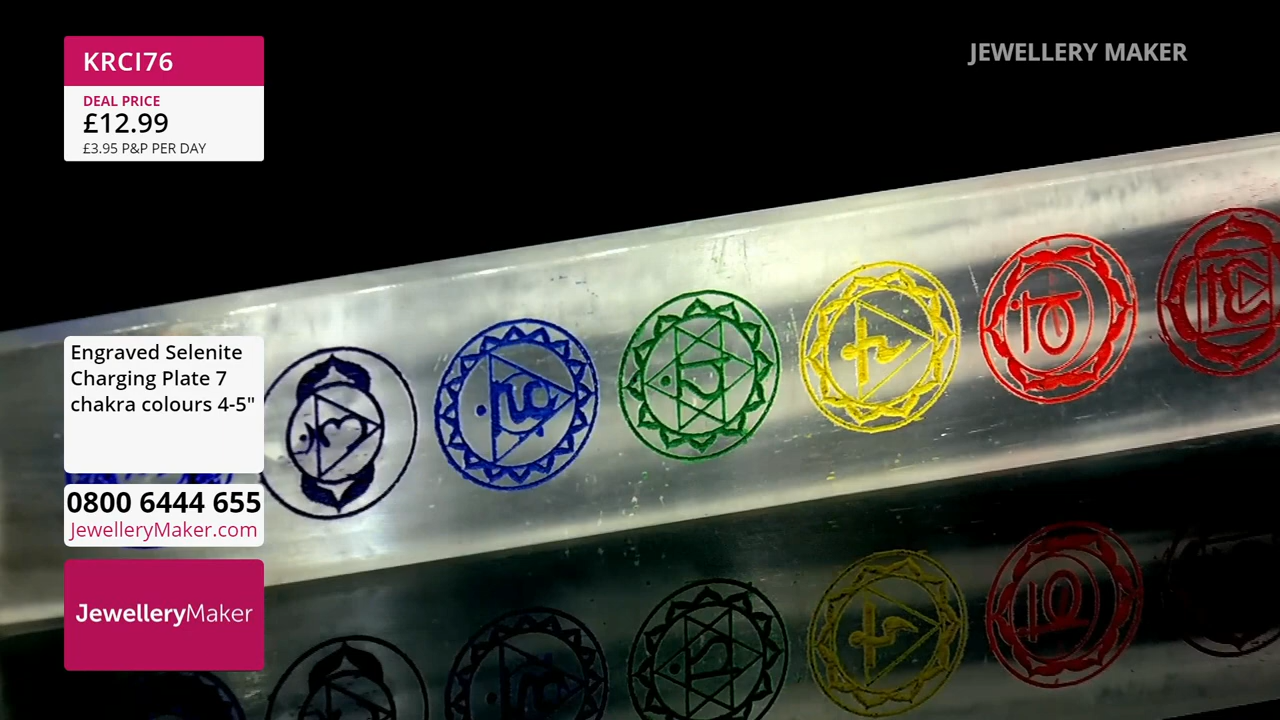 KRCI76
DEAL PRICE
£12.99
£3.95 P&P PER DAY
JEWELLERY MAKER
Engraved Selenite
Charging Plate 7
chakra colours 4-5"
0800 6444 655
JewelleryMaker.com
JewelleryMaker